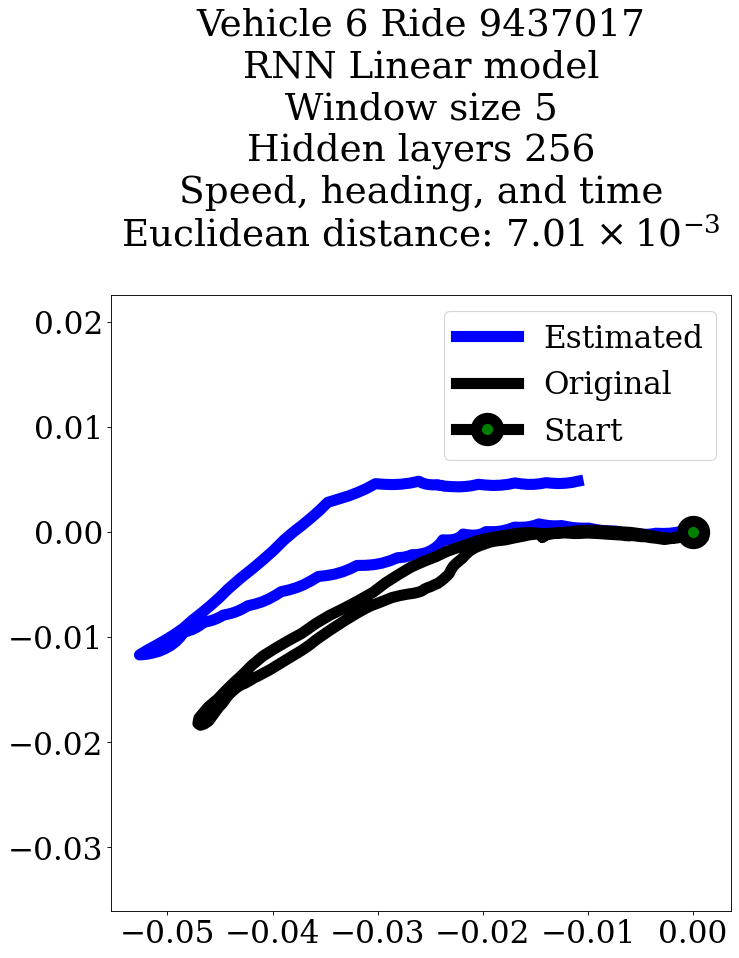 Vehicle 6 Ride 9437017
RNN Linear model
Window size 5
Hidden layers 256
Speed, heading, and time
Euclidean distance: 7.01 × 10⁻³
Estimated
Original
Start
0.02
0.01
0.00
−0.01
−0.02
−0.03
−0.05 −0.04 −0.03 −0.02 −0.01 0.00